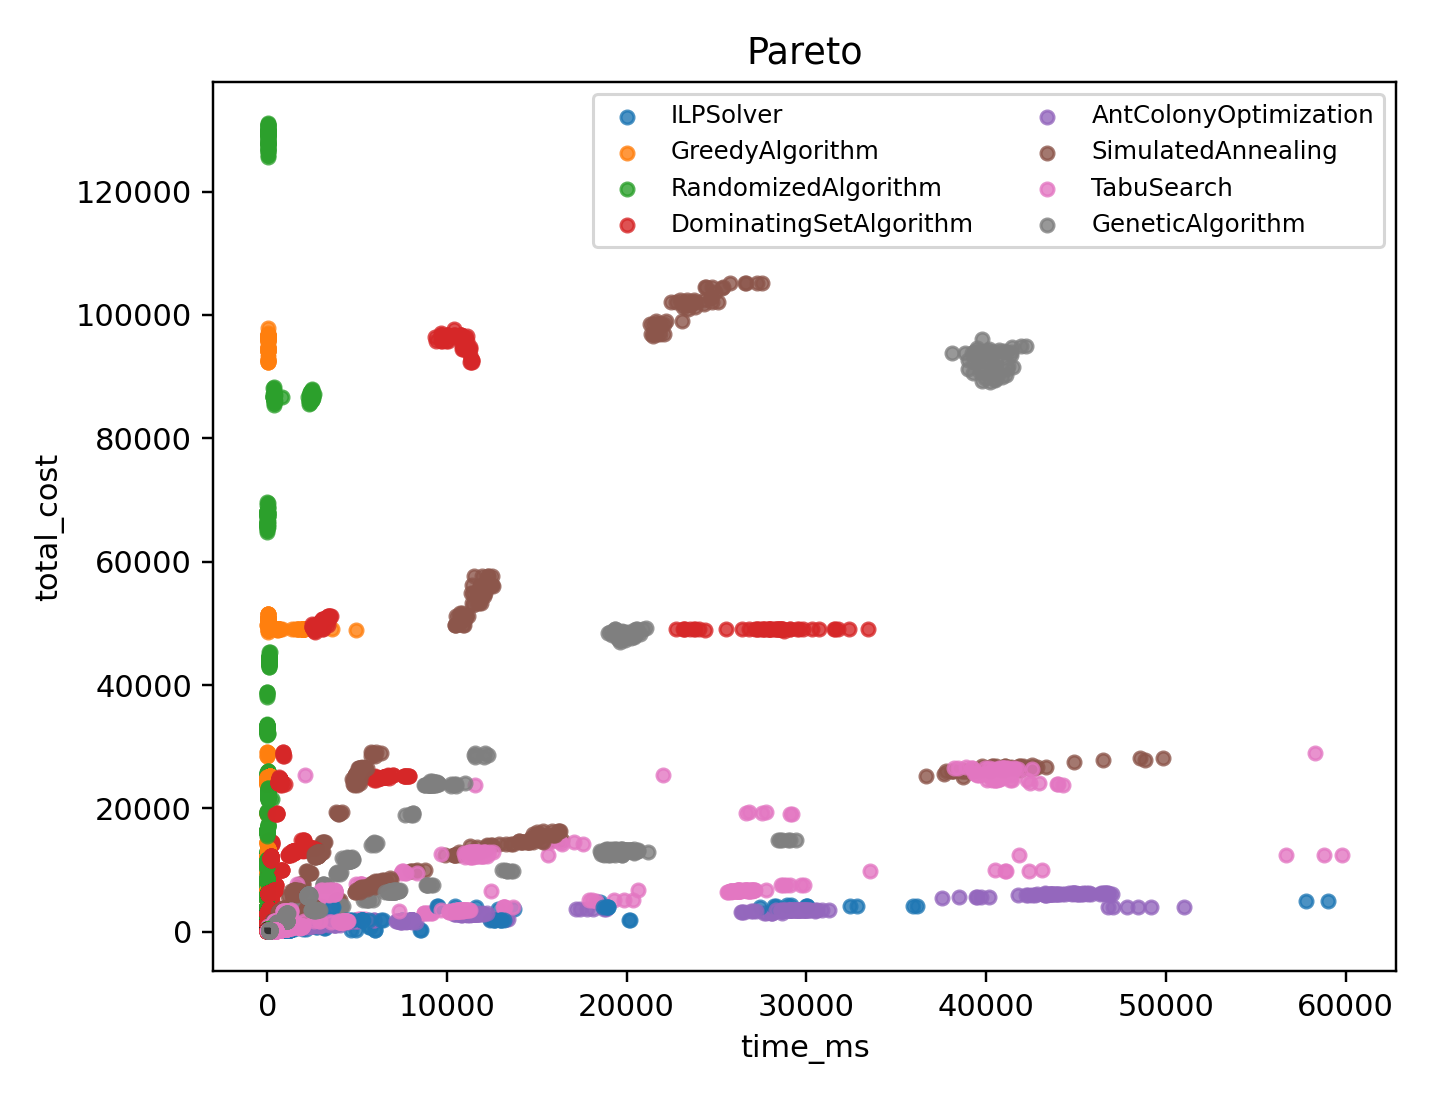 Pareto
ILPSolver
GreedyAlgorithm
RandomizedAlgorithm
DominatingSetAlgorithm
AntColonyOptimization
SimulatedAnnealing
TabuSearch
GeneticAlgorithm
total_cost
120000
100000
80000
60000
40000
20000
0
0 10000 20000 30000 40000 50000 60000
time_ms